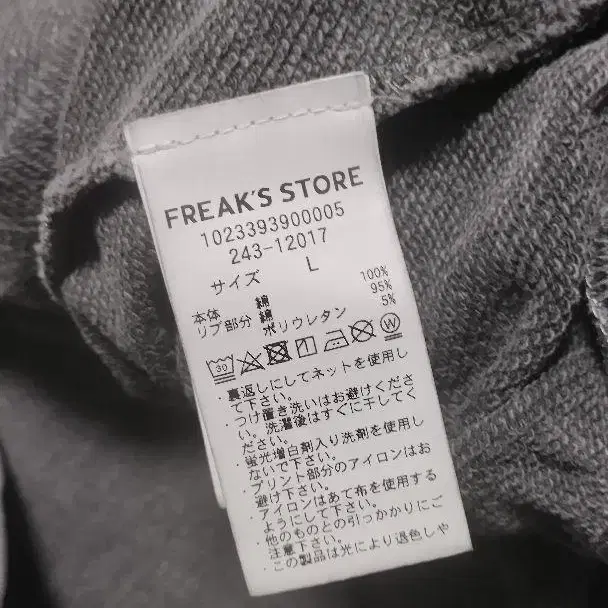 FREAK'S STORE
1023393900005
243-12017
サイズ L
本体 綿 100%
リブ部分 綿 95%
ポリウレタン 5%
30 W
・裏返しにしてネットを使用し
て下さい。
・つけ置き洗いはお避けくださ
い。洗濯後はすぐに干してく
ださい。
・蛍光増白剤入り洗剤を使用し
ないで下さい。
・プリント部分のアイロンはお
避け下さい。
・アイロンはあて布を使用する
ようにして下さい。
・他のものとの引っかかりにご
注意下さい。
・この製品は光により退色しや